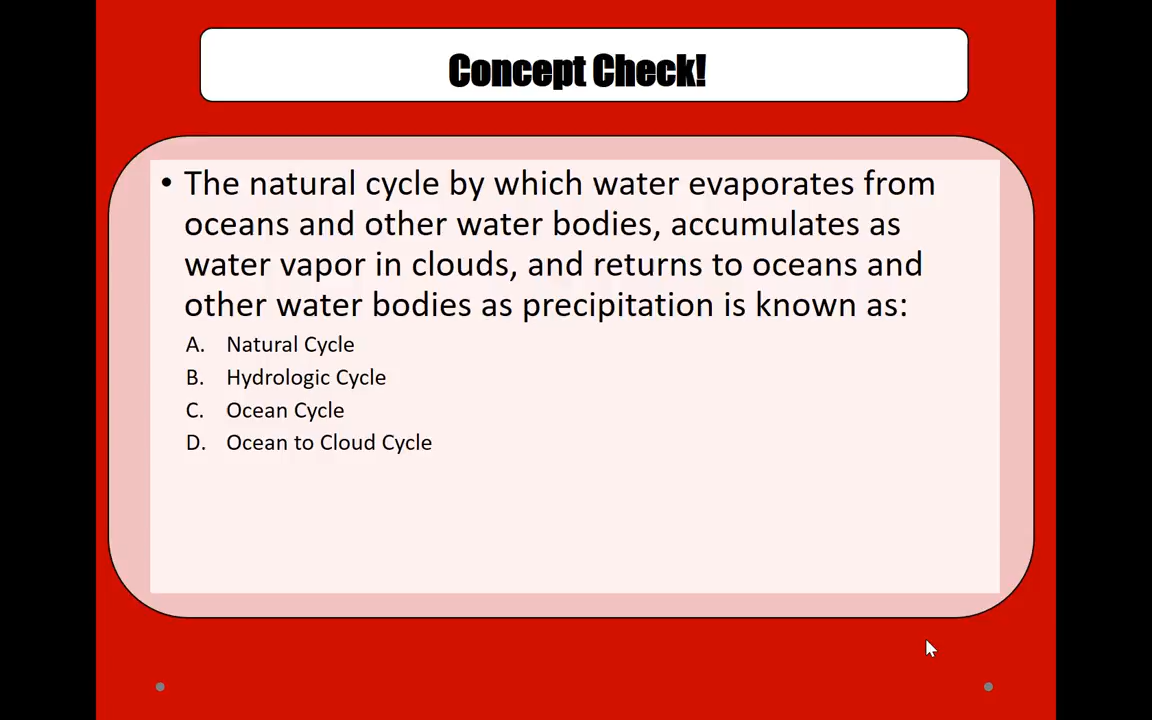 Concept Check!
• The natural cycle by which water evaporates from
oceans and other water bodies, accumulates as
water vapor in clouds, and returns to oceans and
other water bodies as precipitation is known as:
A. Natural Cycle
B. Hydrologic Cycle
C. Ocean Cycle
D. Ocean to Cloud Cycle